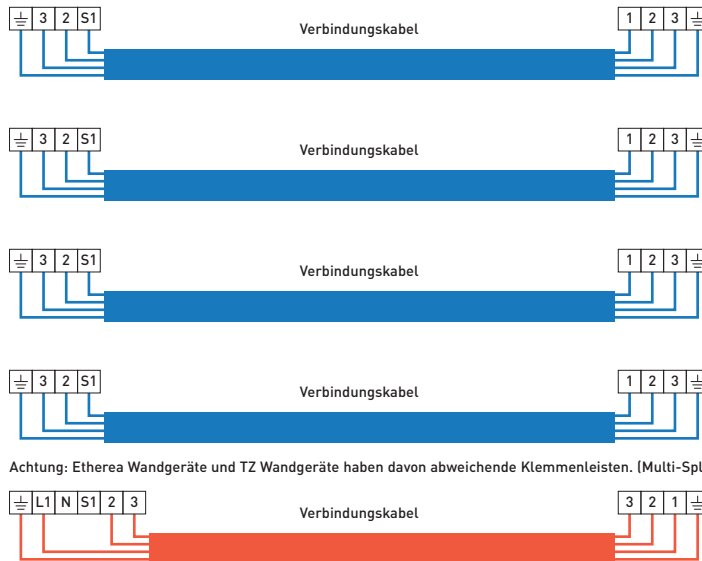 ⏚ 3 2 S1 Verbindungskabel 1 2 3 ⏚
⏚ 3 2 S1 Verbindungskabel 1 2 3 ⏚
⏚ 3 2 S1 Verbindungskabel 1 2 3 ⏚
⏚ 3 2 S1 Verbindungskabel 1 2 3 ⏚
Achtung: Etherea Wandgeräte und TZ Wandgeräte haben davon abweichende Klemmenleisten. (Multi-Spl
⏚ L1 N S1 2 3 Verbindungskabel 3 2 1 ⏚